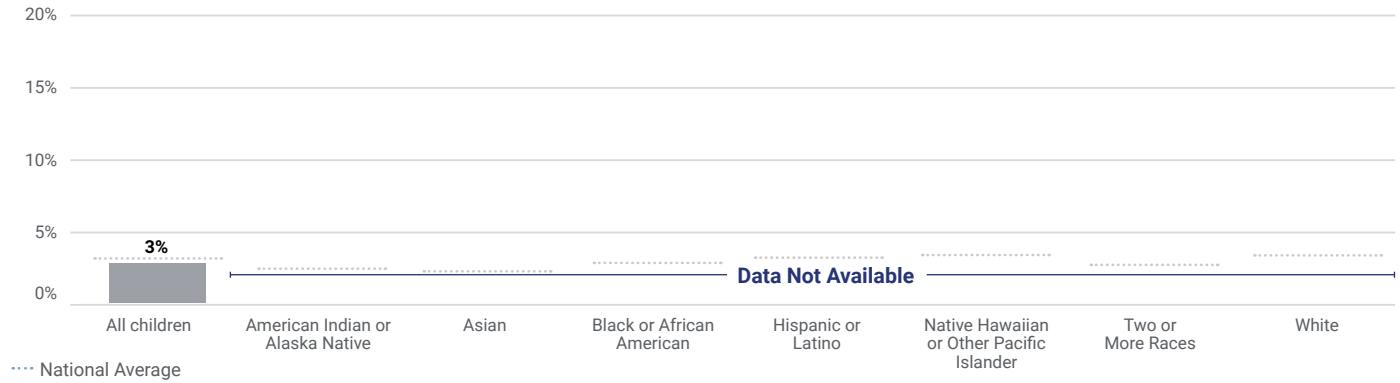 20%
15%
10%
5%
0%
3%
Data Not Available
All children
American Indian or
Alaska Native
Asian
Black or African
American
Hispanic or
Latino
Native Hawaiian
or Other Pacific
Islander
Two or
More Races
White
National Average